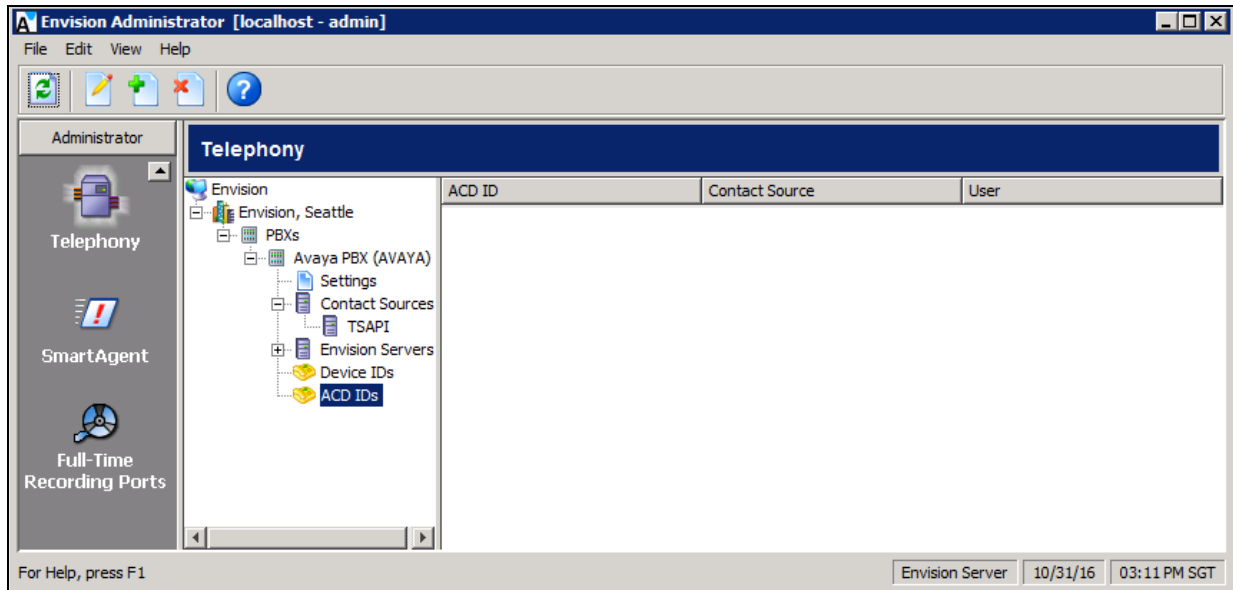 Envision Administrator [localhost - admin]
File Edit View Help
Administrator
Telephony
SmartAgent
Full-Time
Recording Ports
Telephony
Envision
Envision, Seattle
PBXs
Avaya PBX (AVAYA)
Settings
Contact Sources
TSAPI
Envision Servers
Device IDs
ACD IDs
ACD ID Contact Source User
For Help, press F1
Envision Server 10/31/16 03:11 PM SGT